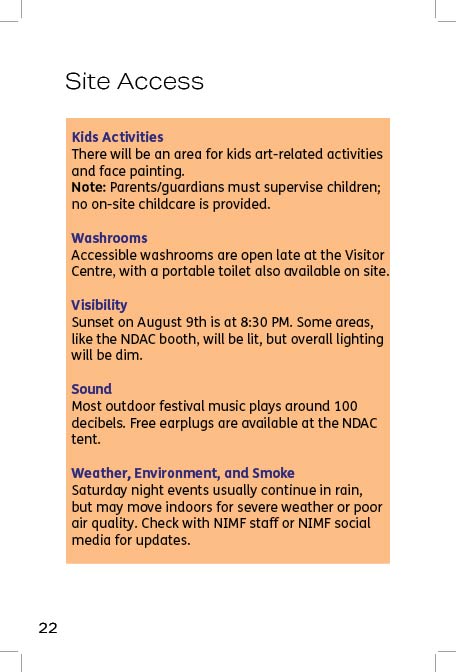 Site Access
Kids Activities
There will be an area for kids art-related activities
and face painting.
Note: Parents/guardians must supervise children;
no on-site childcare is provided.
Washrooms
Accessible washrooms are open late at the Visitor
Centre, with a portable toilet also available on site.
Visibility
Sunset on August 9th is at 8:30 PM. Some areas,
like the NDAC booth, will be lit, but overall lighting
will be dim.
Sound
Most outdoor festival music plays around 100
decibels. Free earplugs are available at the NDAC
tent.
Weather, Environment, and Smoke
Saturday night events usually continue in rain,
but may move indoors for severe weather or poor
air quality. Check with NIMF staff or NIMF social
media for updates.
22